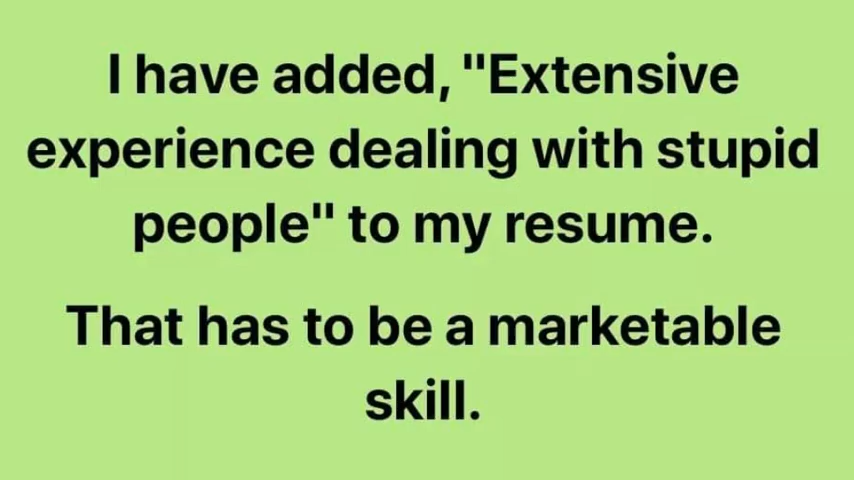 I have added, "Extensive
experience dealing with stupid
people" to my resume.
That has to be a marketable
skill.